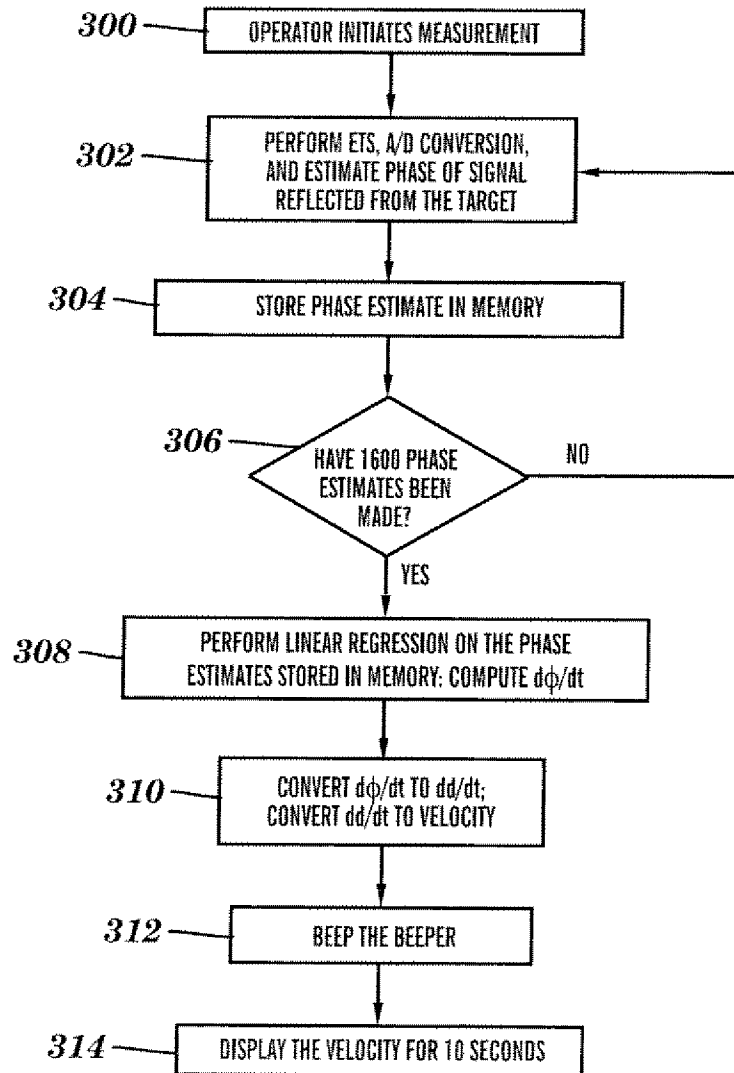 300
OPERATOR INITIATES MEASUREMENT
302
PERFORM ETS, A/D CONVERSION,
AND ESTIMATE PHASE OF SIGNAL
REFLECTED FROM THE TARGET
304
STORE PHASE ESTIMATE IN MEMORY
306
HAVE 1600 PHASE
ESTIMATES BEEN
MADE?
NO
YES
308
PERFORM LINEAR REGRESSION ON THE PHASE
ESTIMATES STORED IN MEMORY: COMPUTE dϕ/dt
310
CONVERT dϕ/dt TO dd/dt;
CONVERT dd/dt TO VELOCITY
312
BEEP THE BEEPER
314
DISPLAY THE VELOCITY FOR 10 SECONDS